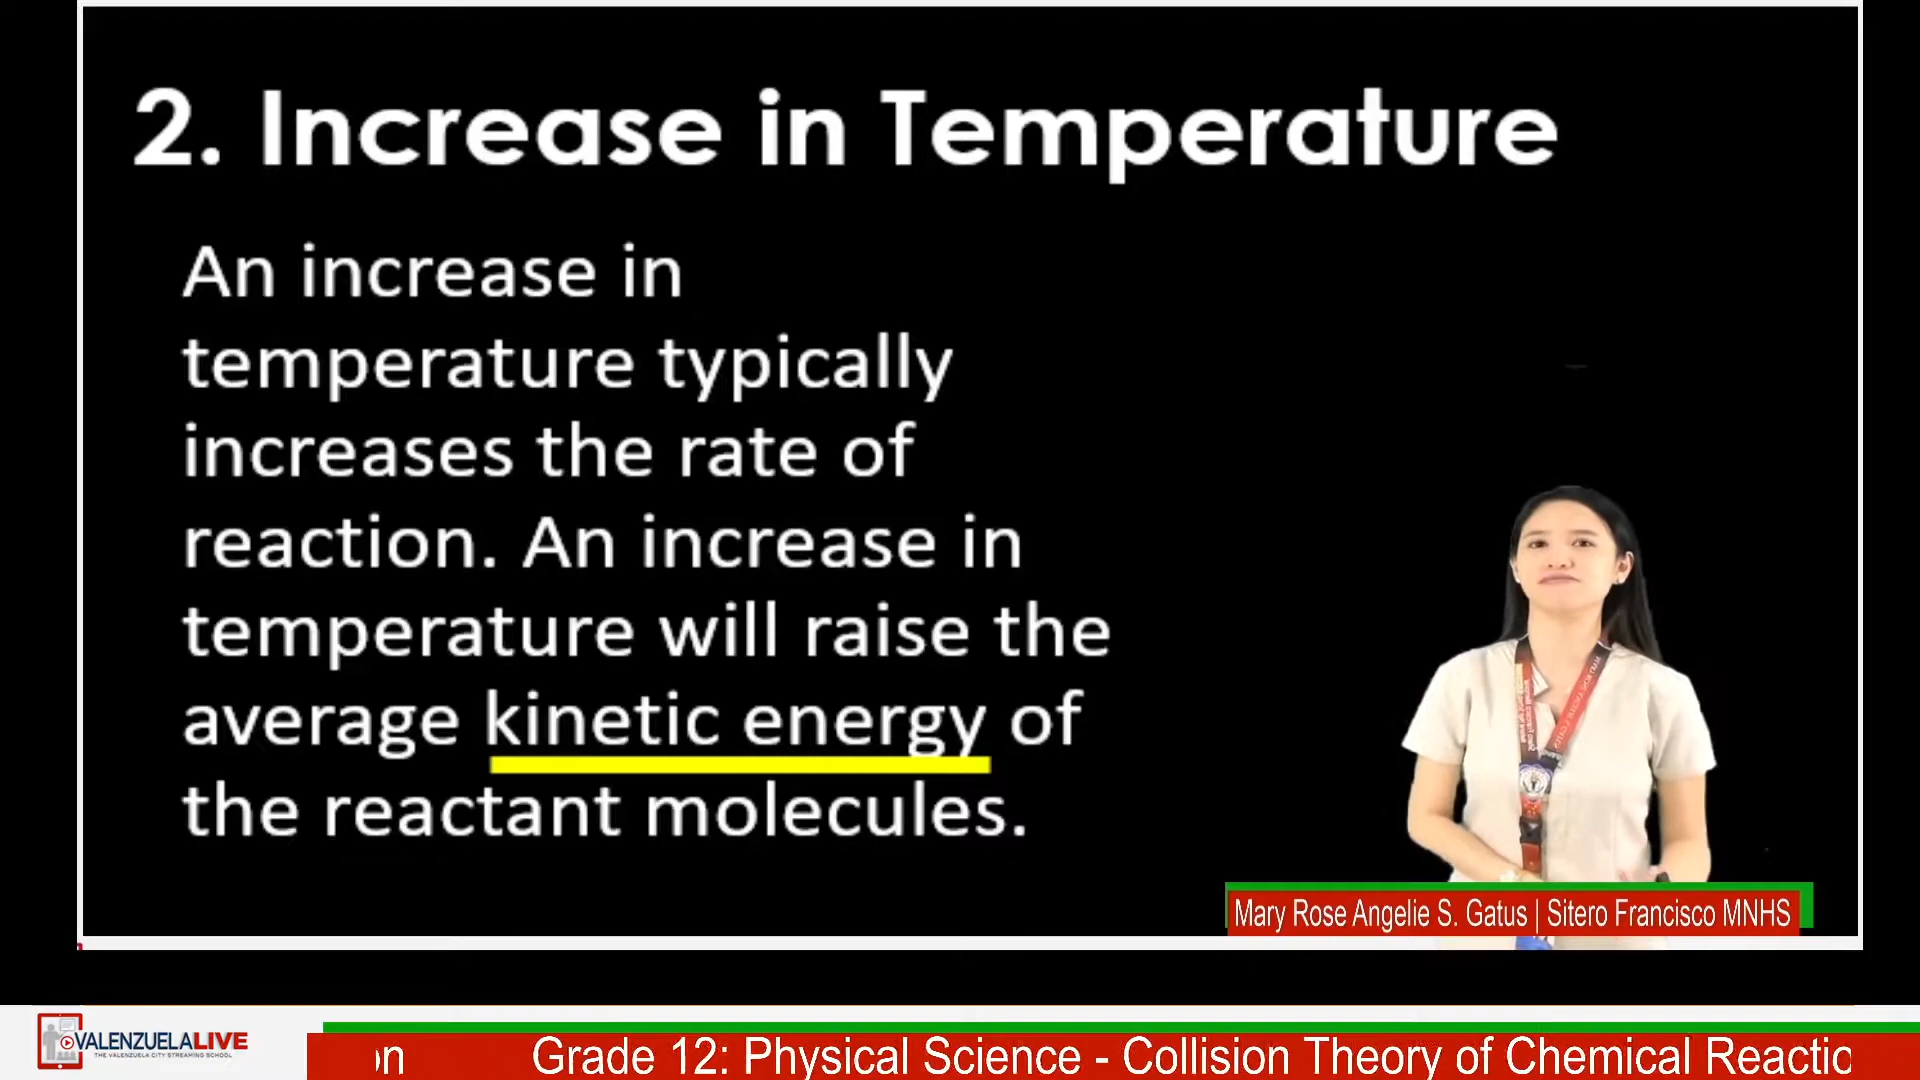 2. Increase in Temperature
An increase in
temperature typically
increases the rate of
reaction. An increase in
temperature will raise the
average kinetic energy of
the reactant molecules.
Mary Rose Angelie S. Gatus | Sitero Francisco MNHS
VALENZUELALIVE
THE VALENZUELA CITY STREAMING SCHOOL
on Grade 12: Physical Science - Collision Theory of Chemical Reactio